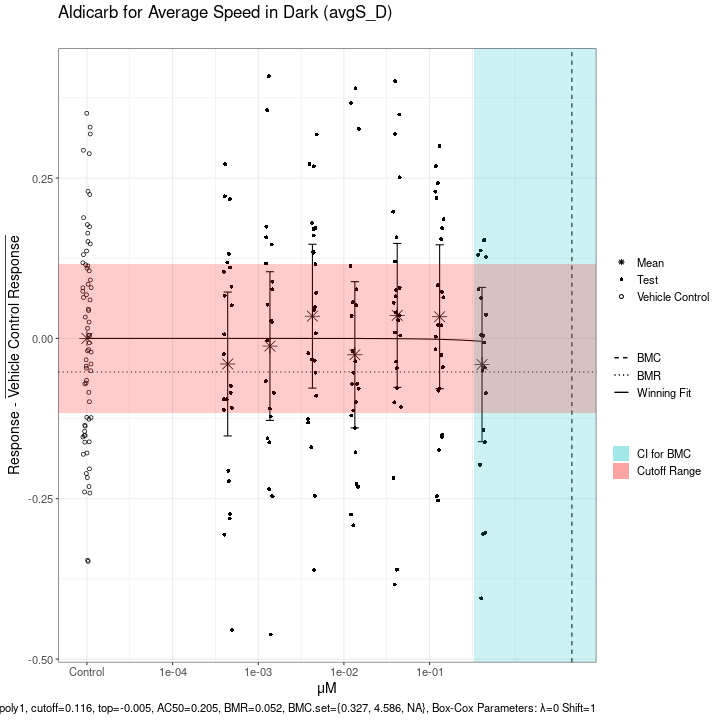 Aldicarb for Average Speed in Dark (avgS_D)
Response - Vehicle Control Response
0.25
0.00
-0.25
-0.50
Control
1e-04
1e-03
1e-02
1e-01
μM
Mean
Test
Vehicle Control
BMC
BMR
Winning Fit
CI for BMC
Cutoff Range
poly1, cutoff=0.116, top=-0.005, AC50=0.205, BMR=0.052, BMC.set={0.327, 4.586, NA}, Box-Cox Parameters: λ=0 Shift=1